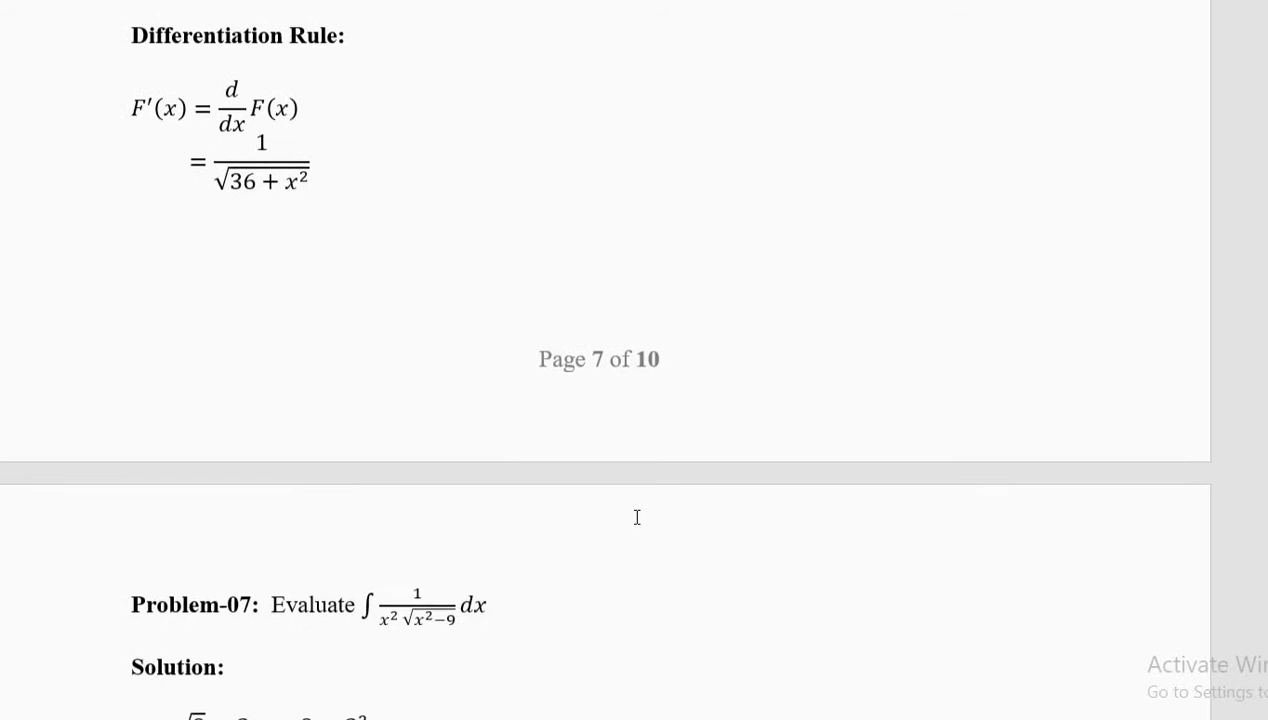 Differentiation Rule:
F′(x) = d/dx F(x)
= 1/√(36 + x²)
Page 7 of 10
Problem-07: Evaluate ∫ 1/(x² √(x²−9)) dx
Solution:
Activate Win
Go to Settings to